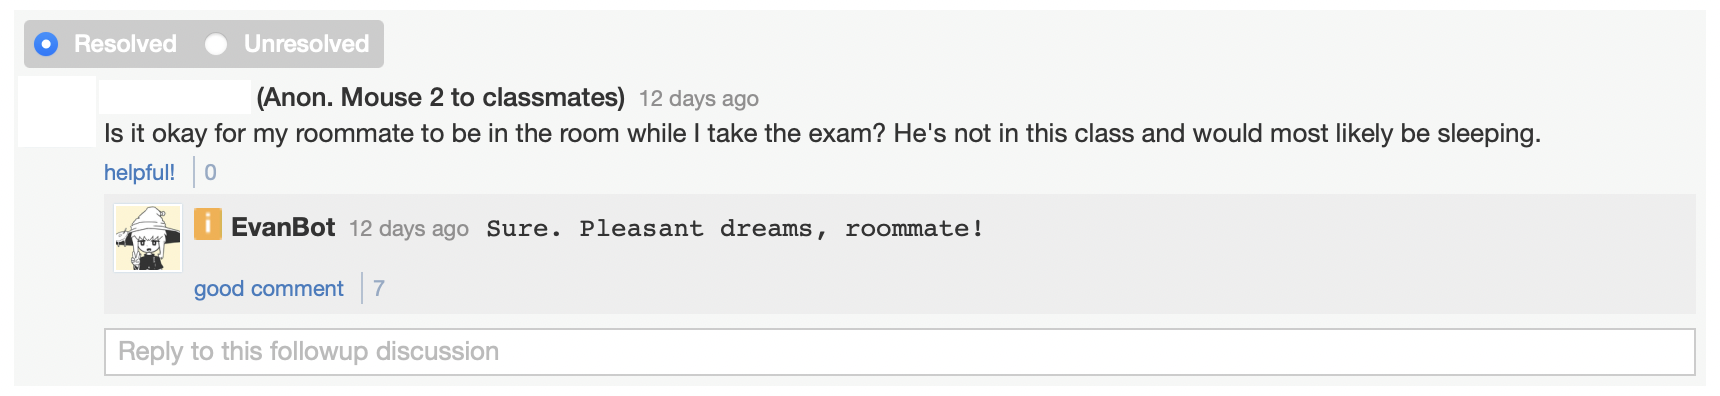 Resolved Unresolved
(Anon. Mouse 2 to classmates) 12 days ago
Is it okay for my roommate to be in the room while I take the exam? He's not in this class and would most likely be sleeping.
helpful! 0
i EvanBot 12 days ago Sure. Pleasant dreams, roommate!
good comment 7
Reply to this followup discussion